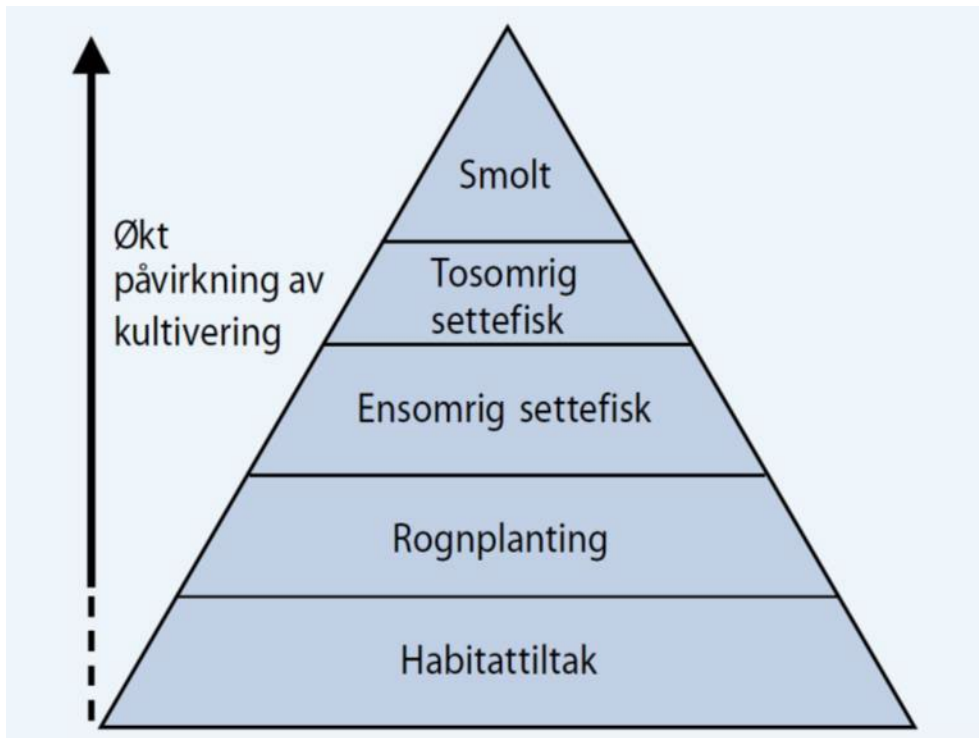 Smolt
Økt
påvirkning av
kultivering
Tosomrig
settefisk
Ensomrig settefisk
Rognplanting
Habitattiltak